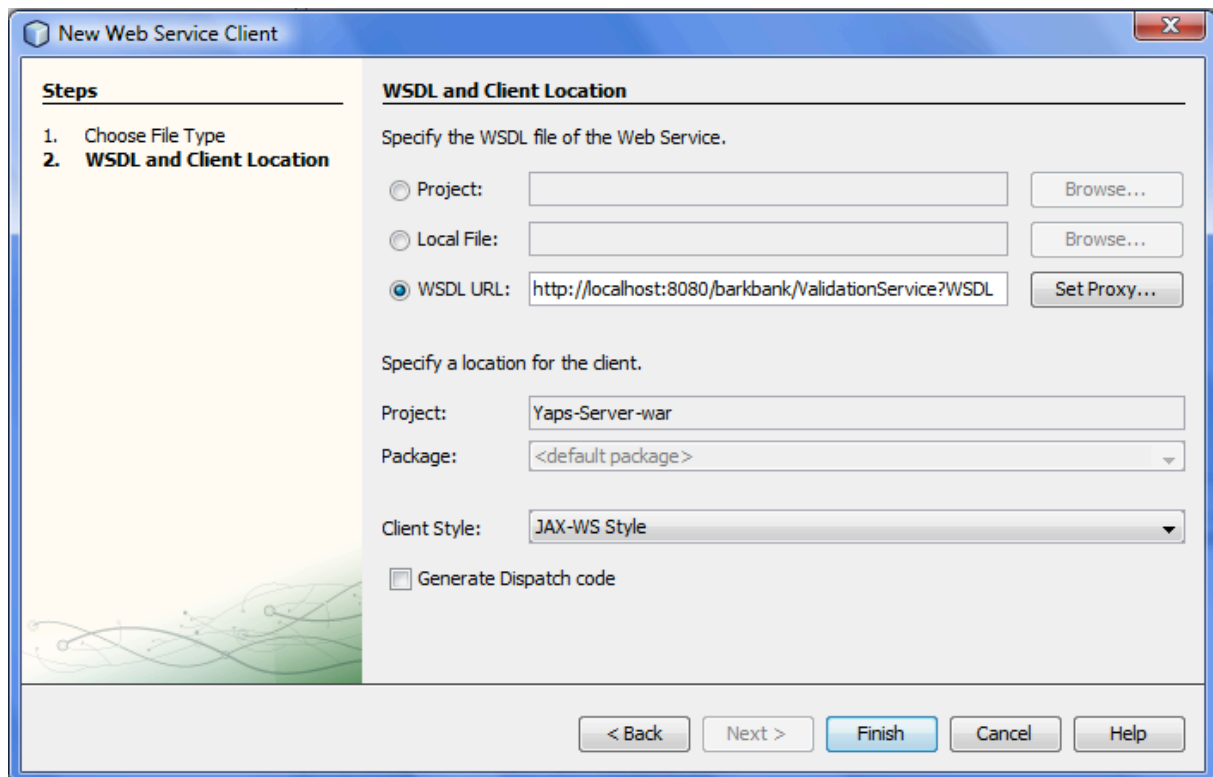 New Web Service Client
Steps
1. Choose File Type
2. WSDL and Client Location
WSDL and Client Location
Specify the WSDL file of the Web Service.
Project: Browse...
Local File: Browse...
WSDL URL: http://localhost:8080/barkbank/ValidationService?WSDL Set Proxy...
Specify a location for the client.
Project: Yaps-Server-war
Package: <default package>
Client Style: JAX-WS Style
Generate Dispatch code
< Back Next > Finish Cancel Help